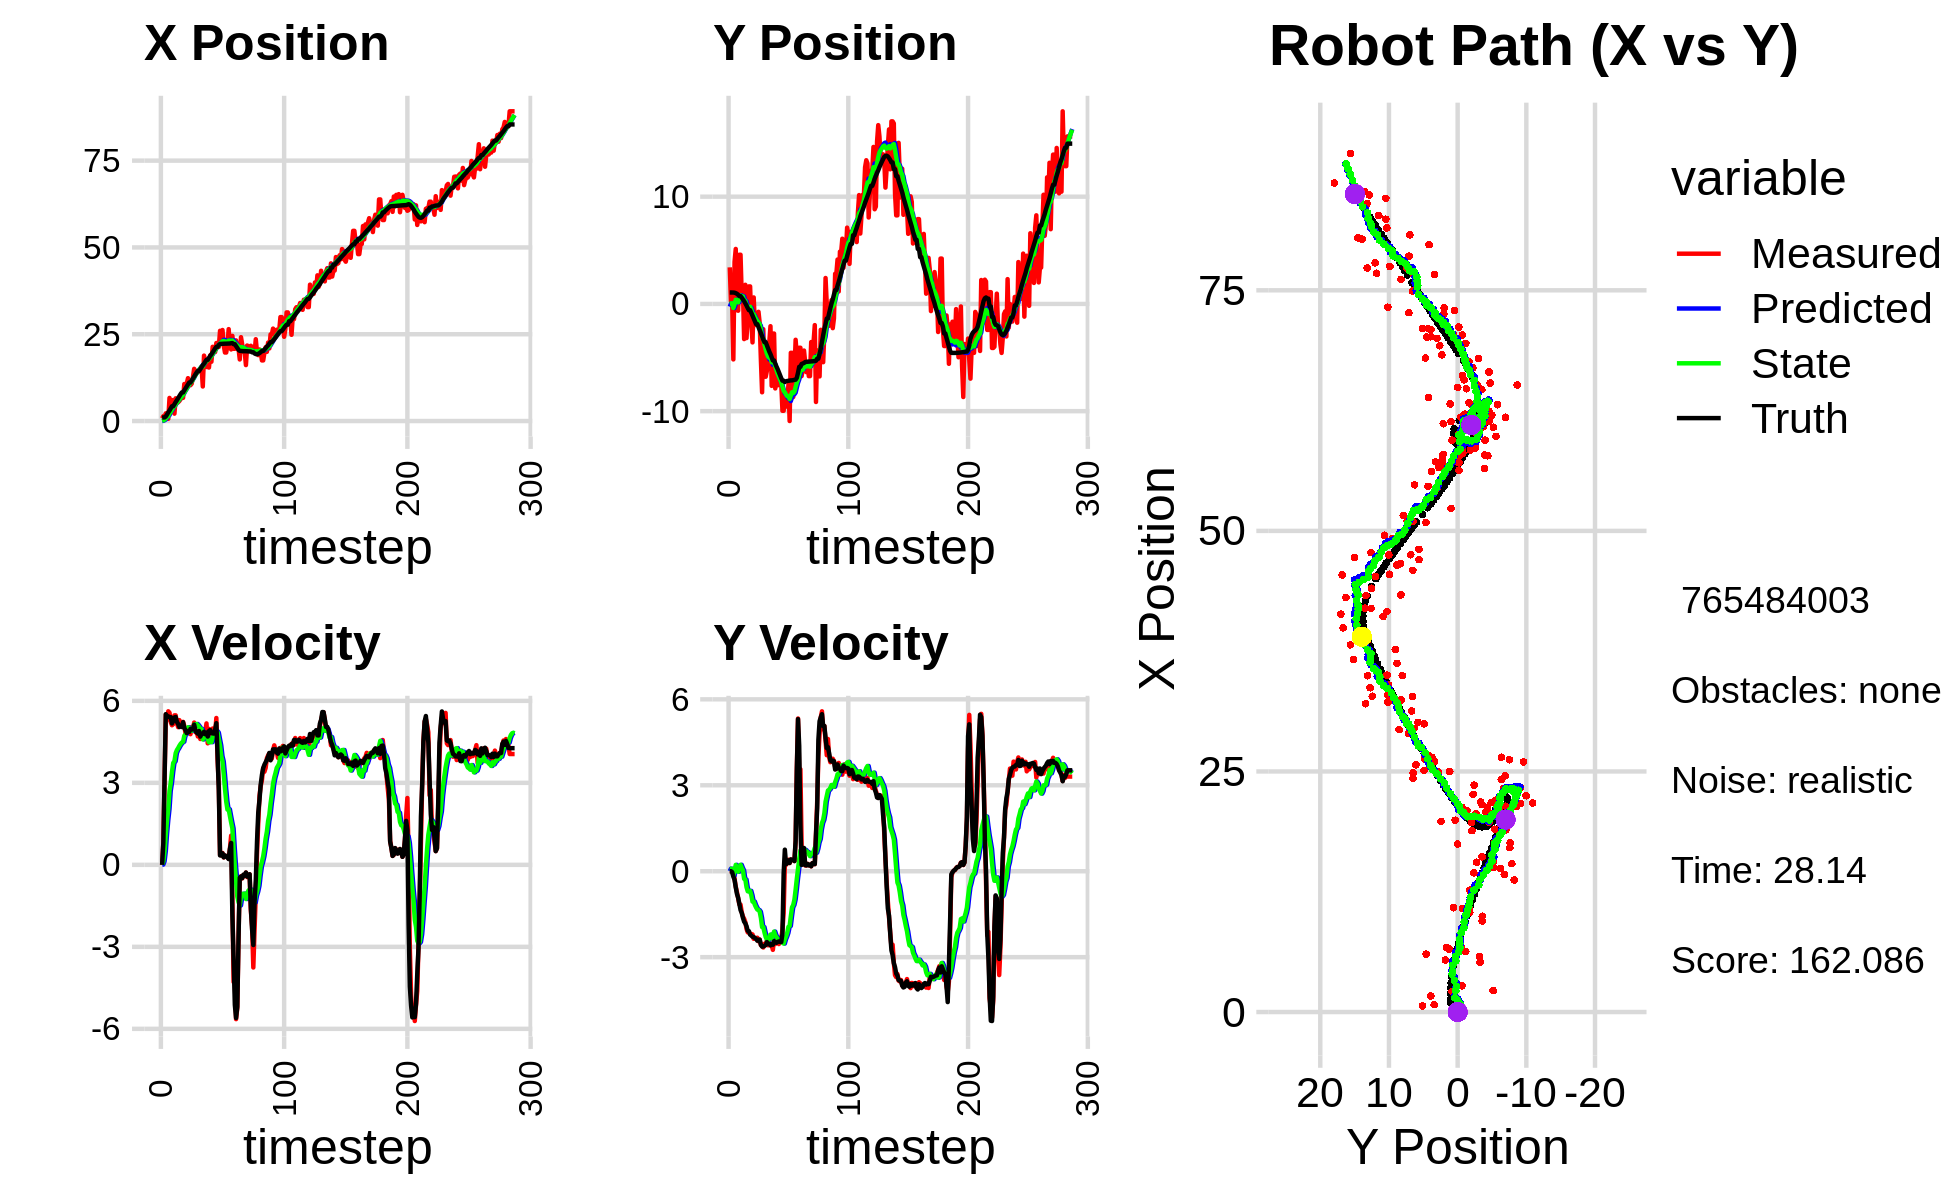 X Position
75
50
25
0
0
100
200
300
timestep
Y Position
10
0
-10
0
100
200
300
timestep
X Velocity
6
3
0
-3
-6
0
100
200
300
timestep
Y Velocity
6
3
0
-3
0
100
200
300
timestep
Robot Path (X vs Y)
X Position
75
50
25
0
20 10 0 -10 -20
Y Position
variable
Measured
Predicted
State
Truth
765484003
Obstacles: none
Noise: realistic
Time: 28.14
Score: 162.086